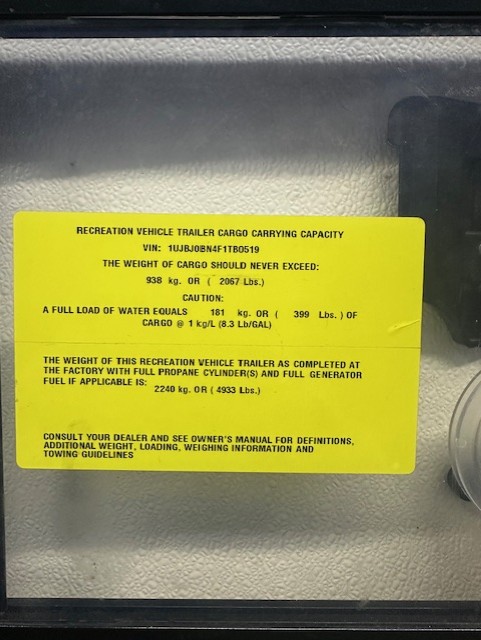 RECREATION VEHICLE TRAILER CARGO CARRYING CAPACITY
VIN: 1UJBJ0BN4F1TB0519
THE WEIGHT OF CARGO SHOULD NEVER EXCEED:
938 kg. OR ( 2067 Lbs.)
CAUTION:
A FULL LOAD OF WATER EQUALS 181 kg. OR ( 399 Lbs. ) OF
CARGO @ 1 kg/L (8.3 Lb/GAL)
THE WEIGHT OF THIS RECREATION VEHICLE TRAILER AS COMPLETED AT
THE FACTORY WITH FULL PROPANE CYLINDER(S) AND FULL GENERATOR
FUEL IF APPLICABLE IS:
2240 kg. OR ( 4933 Lbs.)
CONSULT YOUR DEALER AND SEE OWNER'S MANUAL FOR DEFINITIONS,
ADDITIONAL WEIGHT, LOADING, WEIGHING INFORMATION AND
TOWING GUIDELINES